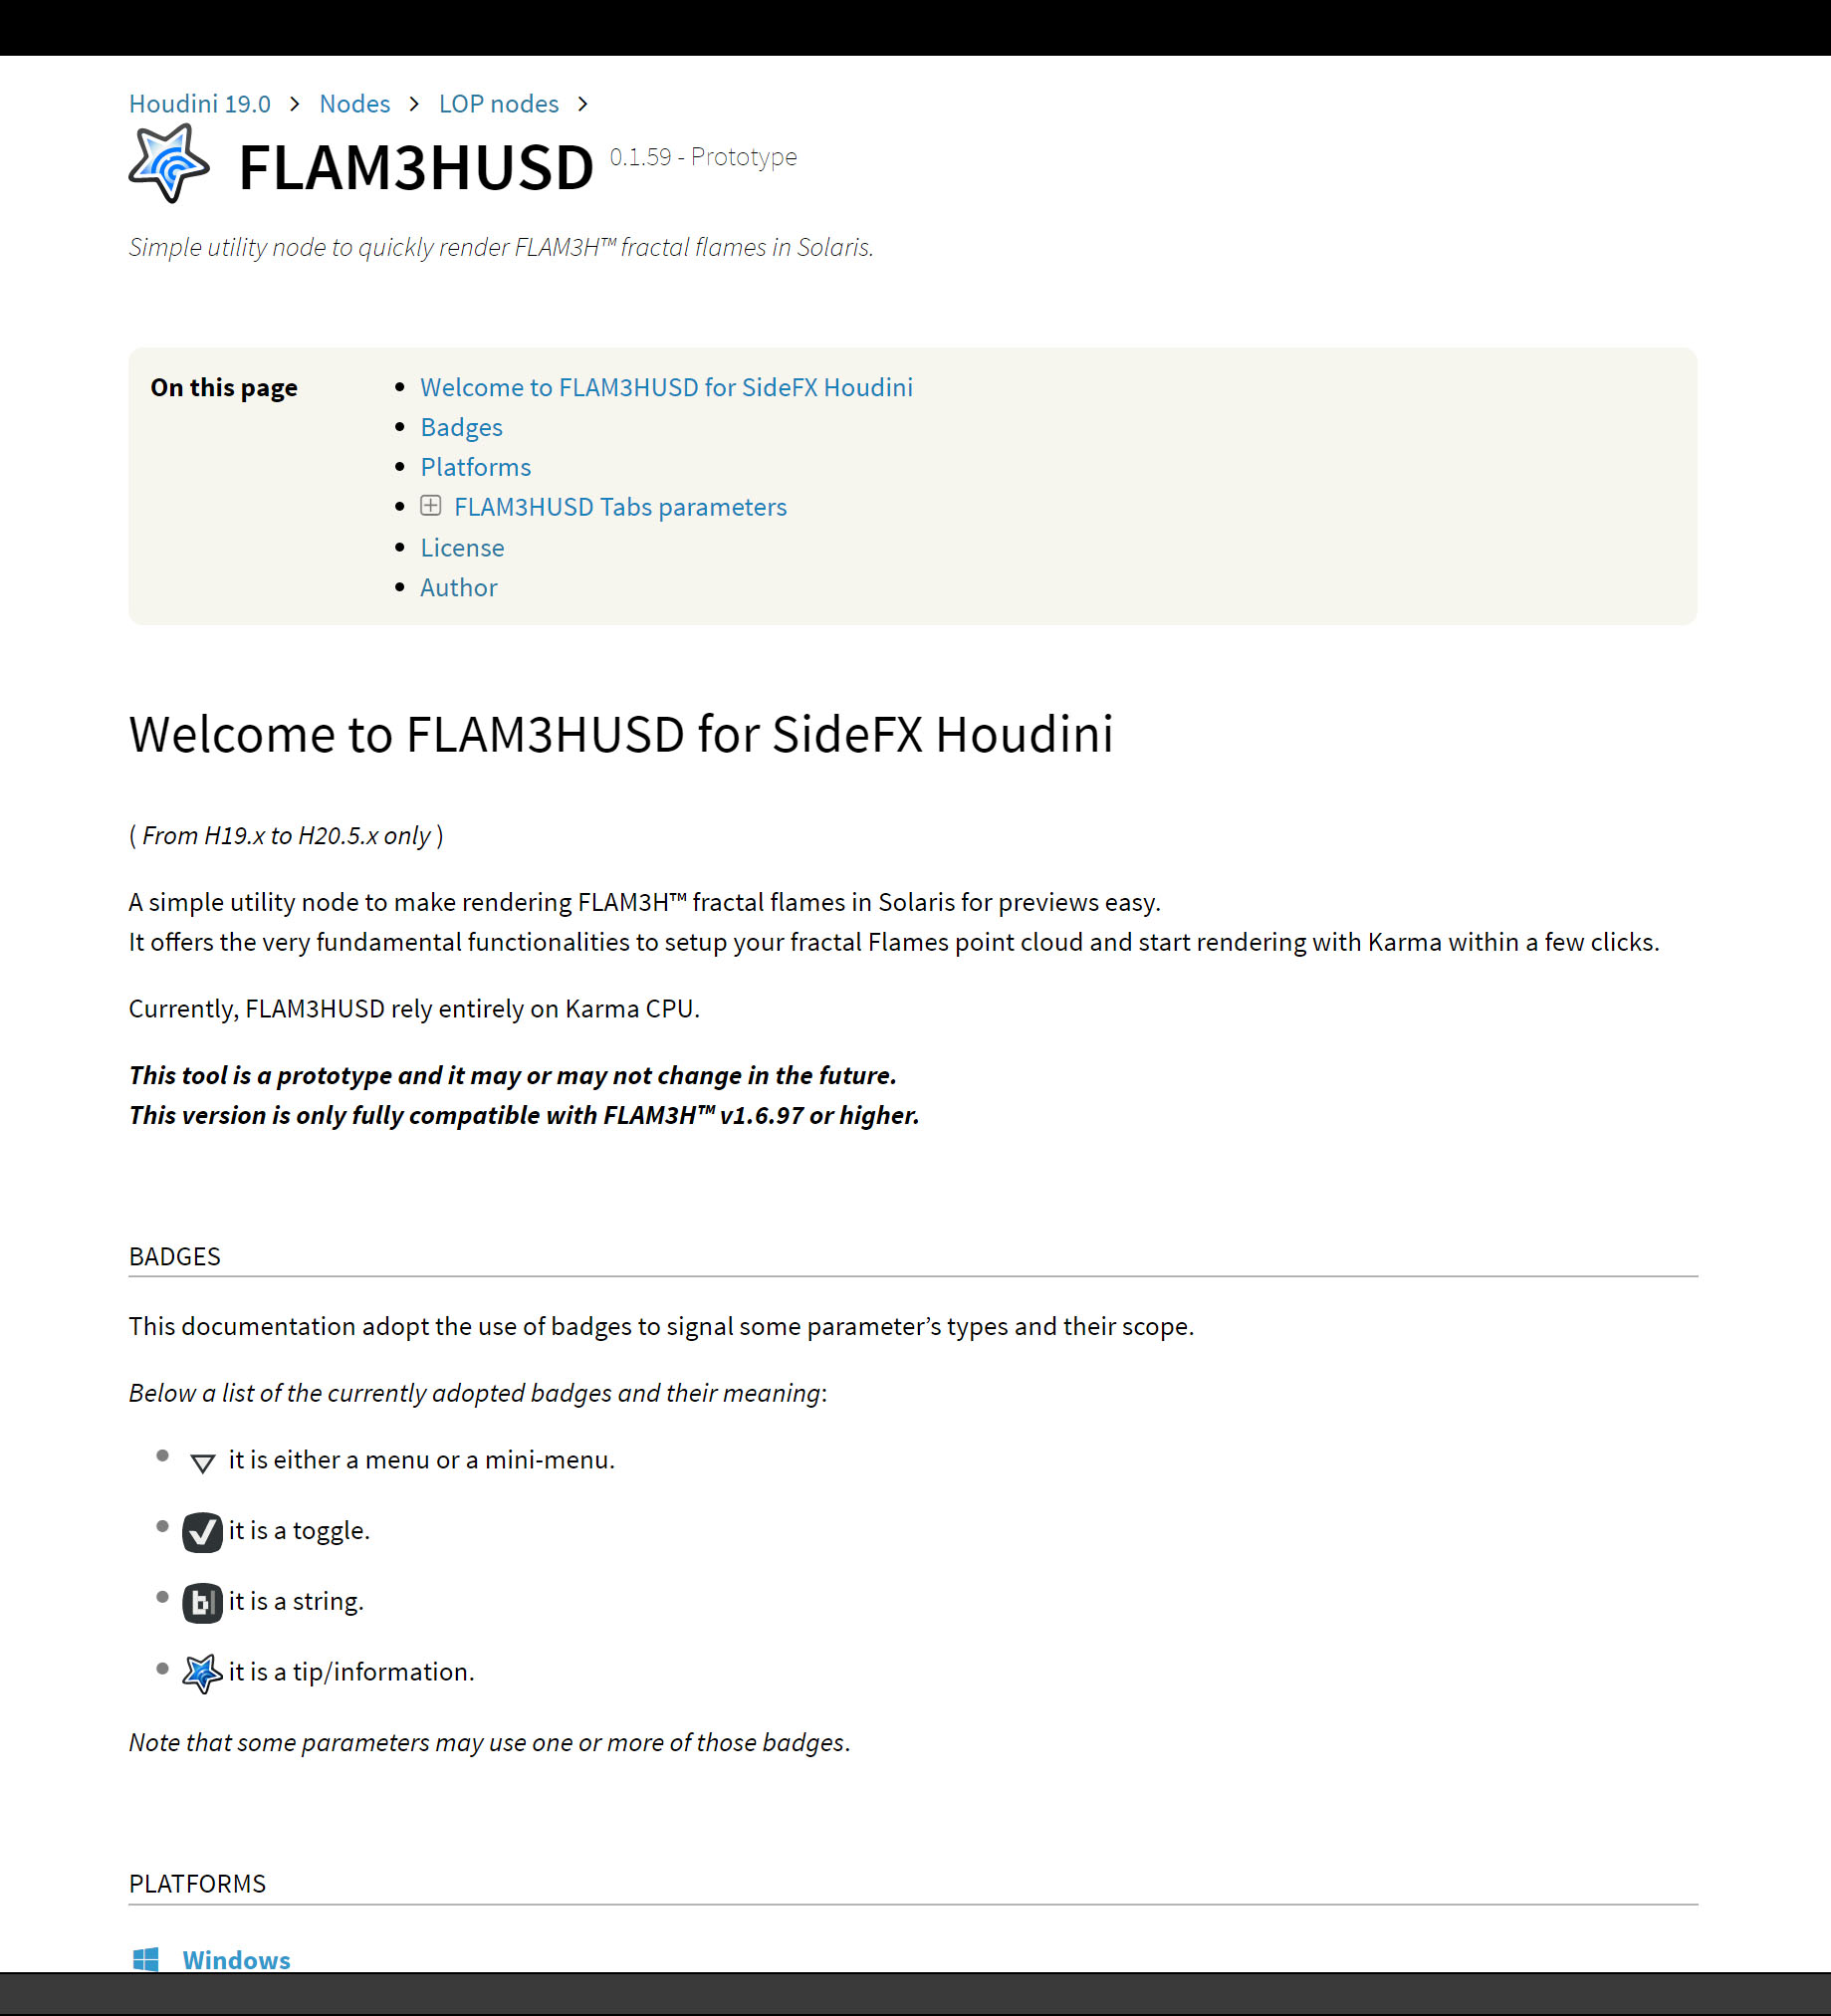 Houdini 19.0 > Nodes > LOP nodes >
FLAM3HUSD 0.1.59 - Prototype
Simple utility node to quickly render FLAM3H™ fractal flames in Solaris.
On this page
Welcome to FLAM3HUSD for SideFX Houdini
Badges
Platforms
FLAM3HUSD Tabs parameters
License
Author
Welcome to FLAM3HUSD for SideFX Houdini
( From H19.x to H20.5.x only )
A simple utility node to make rendering FLAM3H™ fractal flames in Solaris for previews easy.
It offers the very fundamental functionalities to setup your fractal Flames point cloud and start rendering with Karma within a few clicks.
Currently, FLAM3HUSD rely entirely on Karma CPU.
This tool is a prototype and it may or may not change in the future.
This version is only fully compatible with FLAM3H™ v1.6.97 or higher.
BADGES
This documentation adopt the use of badges to signal some parameter’s types and their scope.
Below a list of the currently adopted badges and their meaning:
it is either a menu or a mini-menu.
it is a toggle.
it is a string.
it is a tip/information.
Note that some parameters may use one or more of those badges.
PLATFORMS
Windows